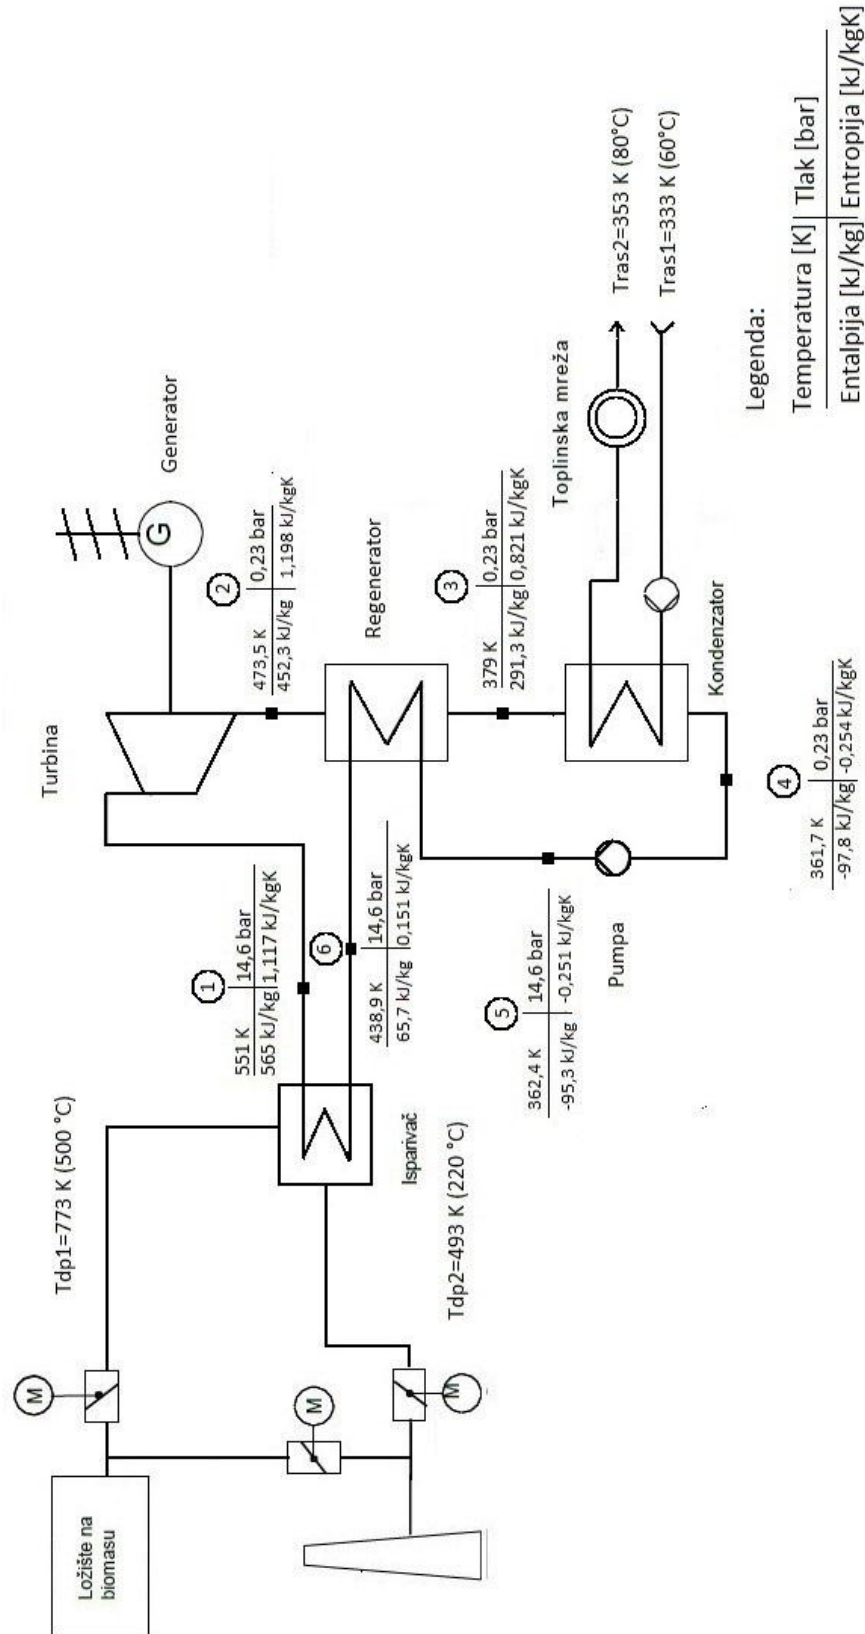 Ložište na
biomasu
M
M
M
Tdp1=773 K (500 °C)
Tdp2=493 K (220 °C)
Isparivač
1
551 K 14,6 bar
565 kJ/kg 1,117 kJ/kgK
6
438,9 K 14,6 bar
65,7 kJ/kg 0,151 kJ/kgK
5
362,4 K 14,6 bar
-95,3 kJ/kg -0,251 kJ/kgK
Pumpa
Turbina
G
Generator
2
473,5 K 0,23 bar
452,3 kJ/kg 1,198 kJ/kgK
Regenerator
3
379 K 0,23 bar
291,3 kJ/kg 0,821 kJ/kgK
Kondenzator
4
361,7 K 0,23 bar
-97,8 kJ/kg -0,254 kJ/kgK
Toplinska mreža
Tras2=353 K (80°C)
Tras1=333 K (60°C)
Legenda:
Temperatura [K] Tlak [bar]
Entalpija [kJ/kg] Entropija [kJ/kgK]